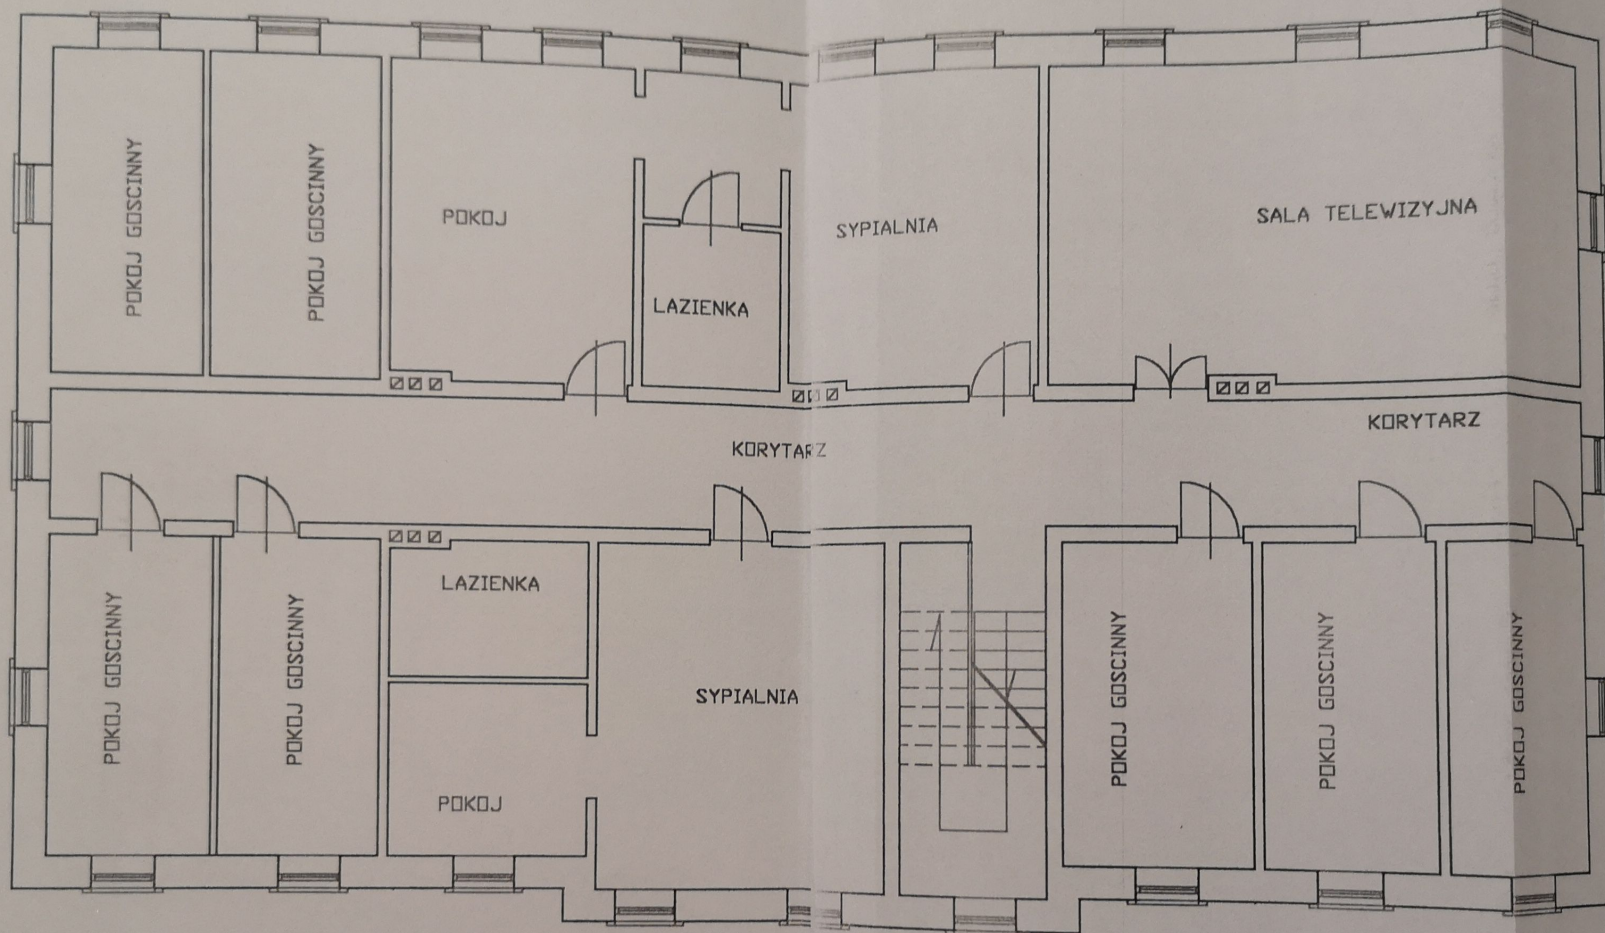 POKOJ GOSCINNY
POKOJ GOSCINNY
POKOJ
LAZIENKA
SYPIALNIA
SALA TELEWIZYJNA
KORYTARZ
KORYTARZ
POKOJ GOSCINNY
POKOJ GOSCINNY
LAZIENKA
POKOJ
SYPIALNIA
POKOJ GOSCINNY
POKOJ GOSCINNY
POKOJ GOSCINNY